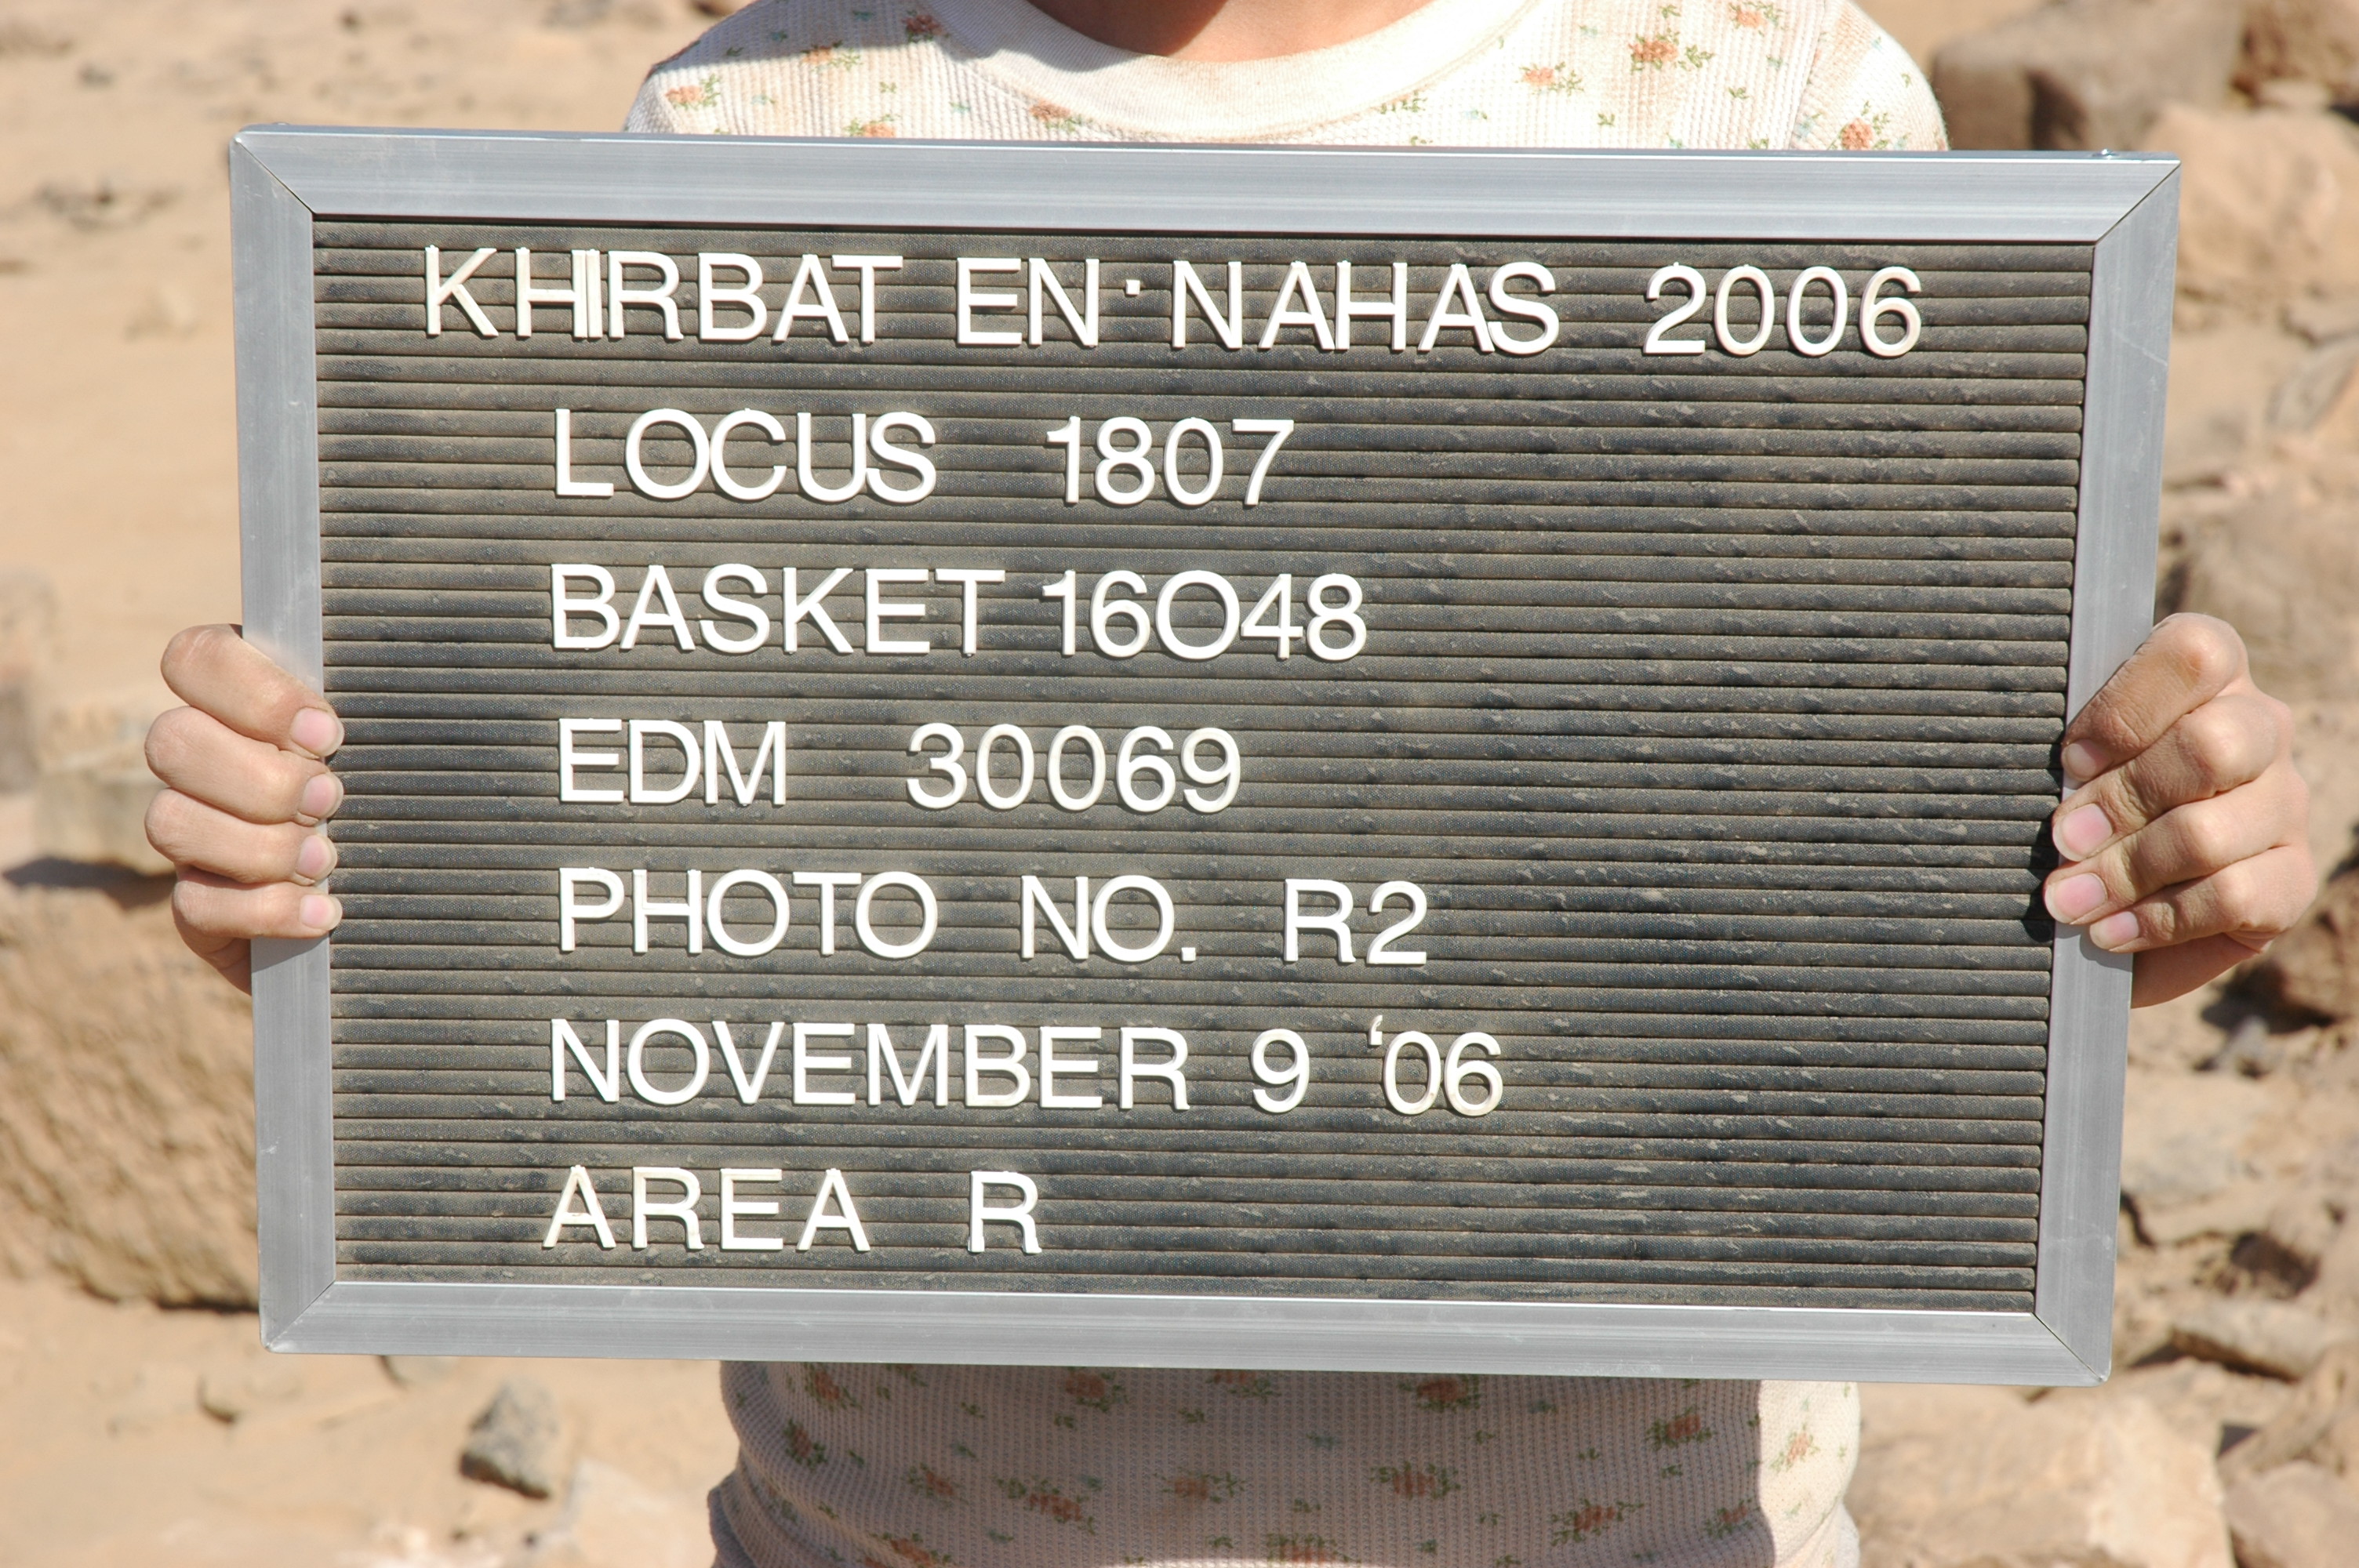 KHIRBAT EN·NAHAS 2006
LOCUS 1807
BASKET 16O48
EDM 30069
PHOTO NO. R2
NOVEMBER 9 ‘06
AREA R